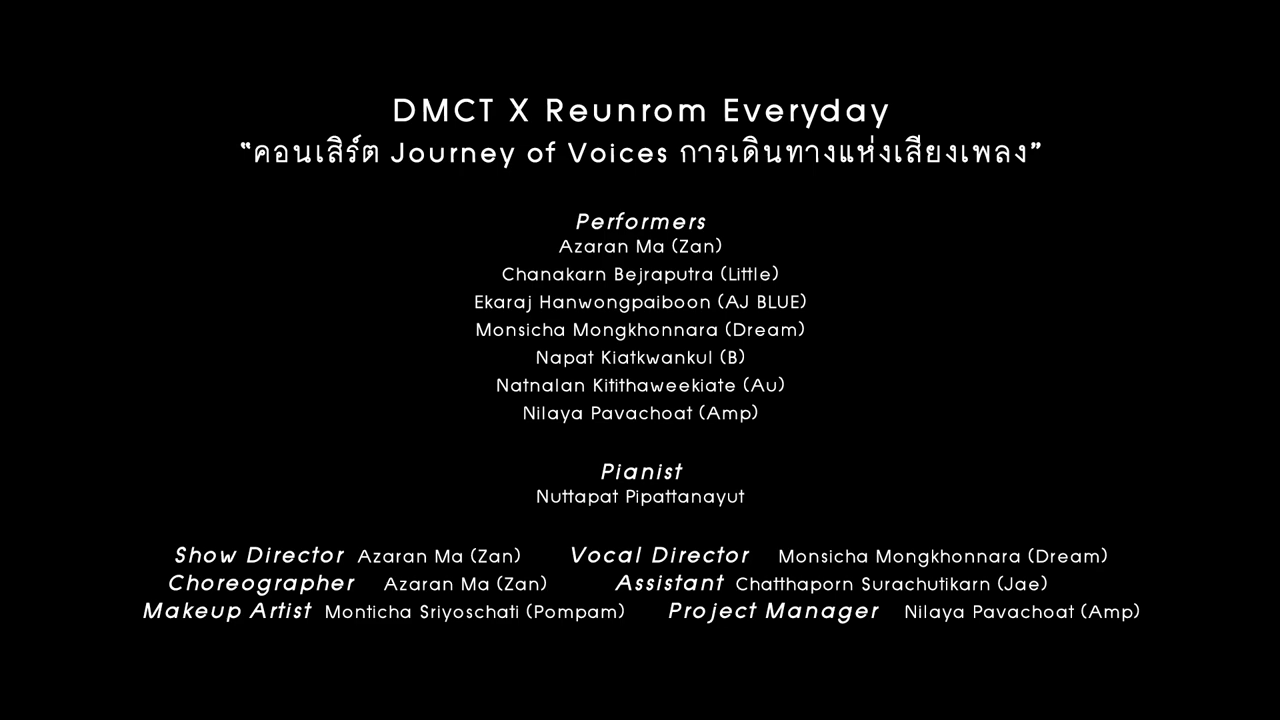 DMCT X Reunrom Everyday
“คอนเสิร์ต Journey of Voices การเดินทางแห่งเสียงเพลง”
Performers
Azaran Ma (Zan)
Chanakarn Bejraputra (Little)
Ekaraj Hanwongpaiboon (AJ BLUE)
Monsicha Mongkhonnara (Dream)
Napat Kiatkwankul (B)
Natnalan Kitithaweekiate (Au)
Nilaya Pavachoat (Amp)
Pianist
Nuttapat Pipattanayut
Show Director Azaran Ma (Zan) Vocal Director Monsicha Mongkhonnara (Dream)
Choreographer Azaran Ma (Zan) Assistant Chatthaporn Surachutikarn (Jae)
Makeup Artist Monticha Sriyoschati (Pompam) Project Manager Nilaya Pavachoat (Amp)